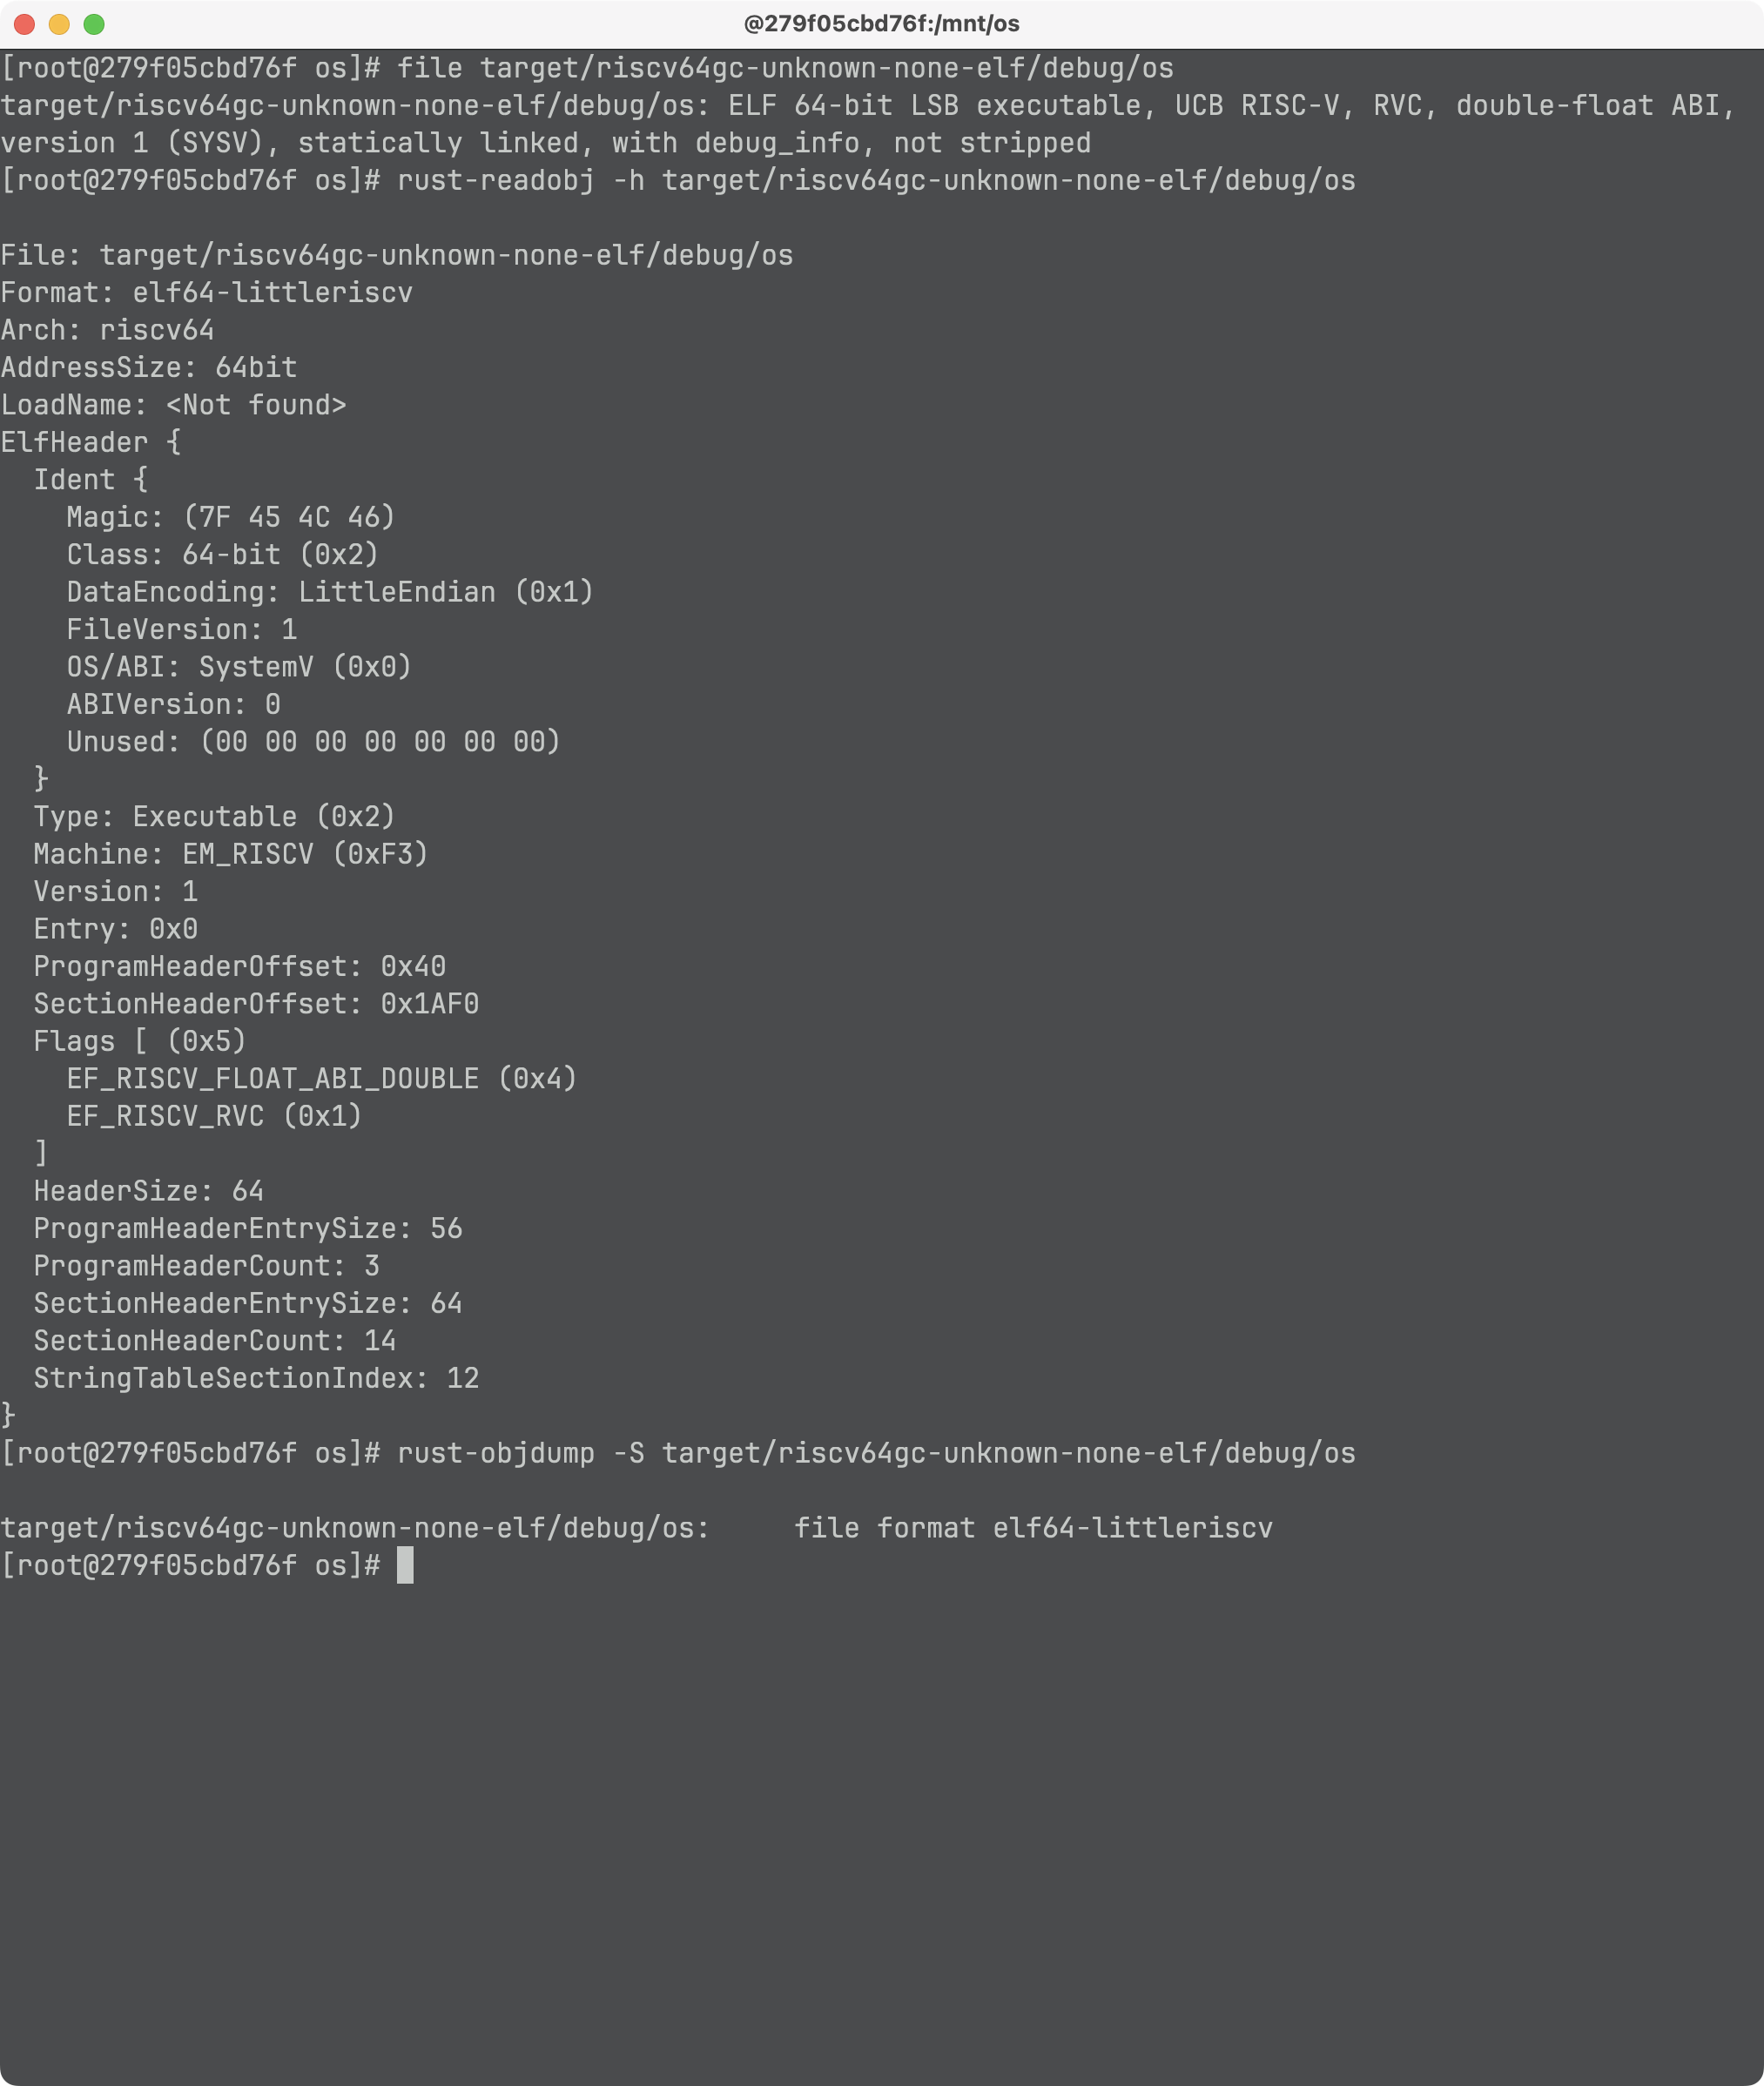 @279f05cbd76f:/mnt/os
[root@279f05cbd76f os]# file target/riscv64gc-unknown-none-elf/debug/os
target/riscv64gc-unknown-none-elf/debug/os: ELF 64-bit LSB executable, UCB RISC-V, RVC, double-float ABI,
version 1 (SYSV), statically linked, with debug_info, not stripped
[root@279f05cbd76f os]# rust-readobj -h target/riscv64gc-unknown-none-elf/debug/os

File: target/riscv64gc-unknown-none-elf/debug/os
Format: elf64-littleriscv
Arch: riscv64
AddressSize: 64bit
LoadName: <Not found>
ElfHeader {
  Ident {
    Magic: (7F 45 4C 46)
    Class: 64-bit (0x2)
    DataEncoding: LittleEndian (0x1)
    FileVersion: 1
    OS/ABI: SystemV (0x0)
    ABIVersion: 0
    Unused: (00 00 00 00 00 00 00)
  }
  Type: Executable (0x2)
  Machine: EM_RISCV (0xF3)
  Version: 1
  Entry: 0x0
  ProgramHeaderOffset: 0x40
  SectionHeaderOffset: 0x1AF0
  Flags [ (0x5)
    EF_RISCV_FLOAT_ABI_DOUBLE (0x4)
    EF_RISCV_RVC (0x1)
  ]
  HeaderSize: 64
  ProgramHeaderEntrySize: 56
  ProgramHeaderCount: 3
  SectionHeaderEntrySize: 64
  SectionHeaderCount: 14
  StringTableSectionIndex: 12
}
[root@279f05cbd76f os]# rust-objdump -S target/riscv64gc-unknown-none-elf/debug/os

target/riscv64gc-unknown-none-elf/debug/os:     file format elf64-littleriscv
[root@279f05cbd76f os]#